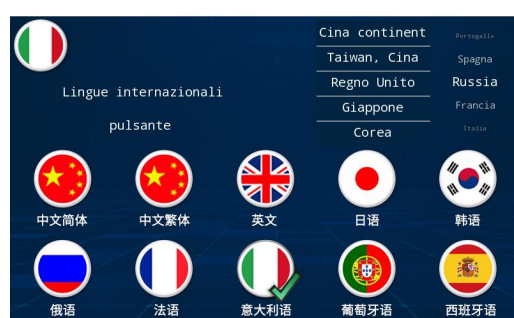 Cina continent
Portogallo
Taiwan, Cina
Spagna
Regno Unito
Russia
Lingue internazionali
Giappone
Francia
pulsante
Corea
Italia
中文简体
中文繁体
英文
日语
韩语
俄语
法语
意大利语
葡萄牙语
西班牙语